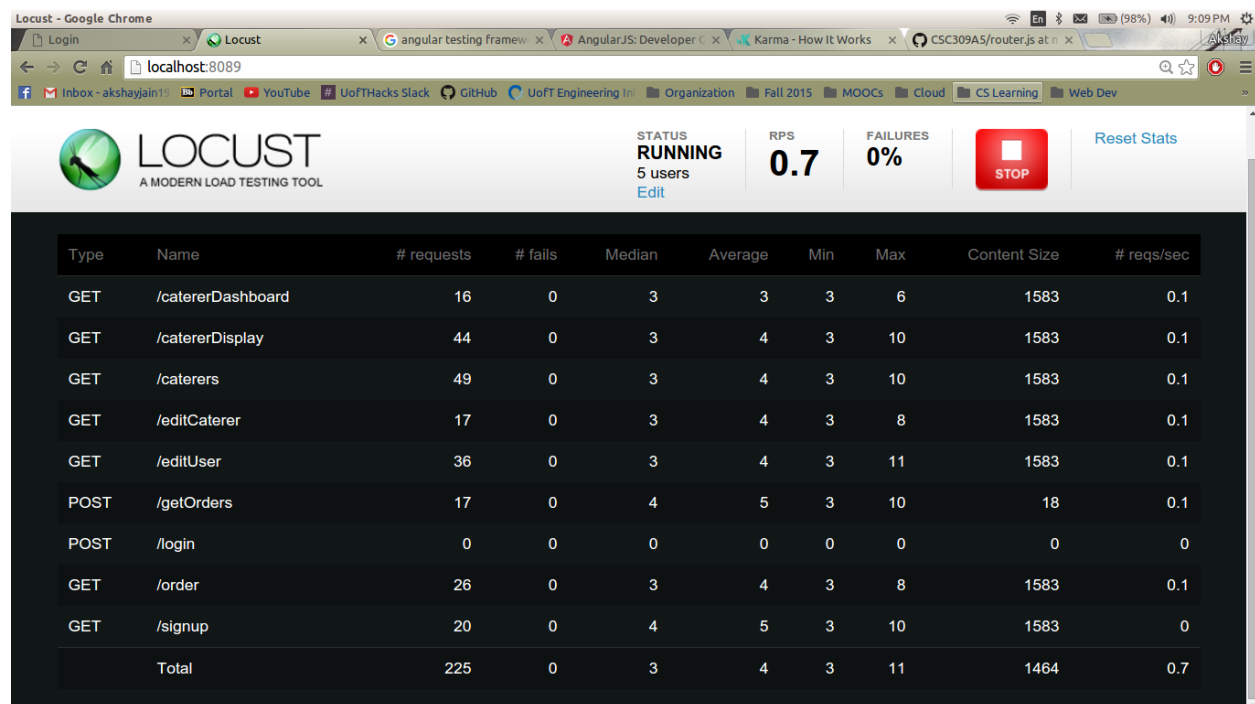 Locust - Google Chrome En (98%) 9:09 PM
Login Locust angular testing framew AngularJS: Developer G Karma - How It Works CSC309A5/router.js at m Akshay
localhost:8089
Inbox - akshayjain19 Portal YouTube UofTHacks Slack GitHub UofT Engineering In Organization Fall 2015 MOOCs Cloud CS Learning Web Dev »
LOCUST
A MODERN LOAD TESTING TOOL
STATUS
RUNNING
5 users
Edit
RPS
0.7
FAILURES
0%
STOP
Reset Stats
Type Name # requests # fails Median Average Min Max Content Size # reqs/sec
GET /catererDashboard 16 0 3 3 3 6 1583 0.1
GET /catererDisplay 44 0 3 4 3 10 1583 0.1
GET /caterers 49 0 3 4 3 10 1583 0.1
GET /editCaterer 17 0 3 4 3 8 1583 0.1
GET /editUser 36 0 3 4 3 11 1583 0.1
POST /getOrders 17 0 4 5 3 10 18 0.1
POST /login 0 0 0 0 0 0 0 0
GET /order 26 0 3 4 3 8 1583 0.1
GET /signup 20 0 4 5 3 10 1583 0
Total 225 0 3 4 3 11 1464 0.7